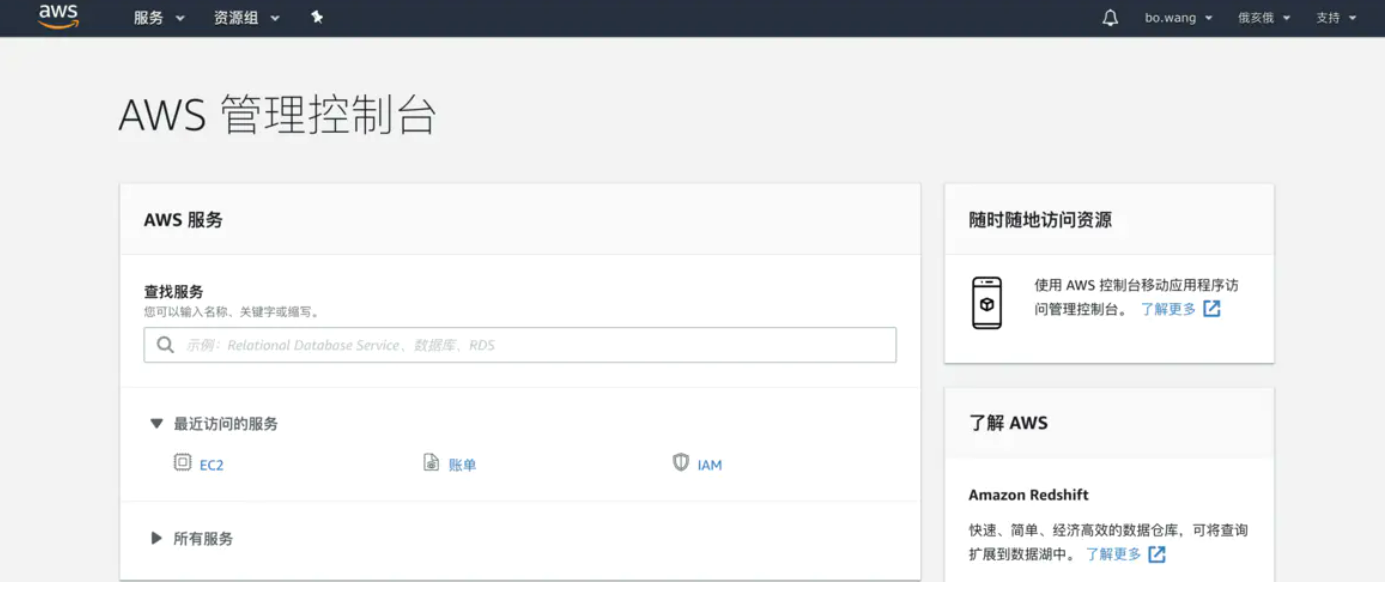 aws 服务 资源组 bo.wang 俄亥俄 支持
AWS 管理控制台
AWS 服务
查找服务
您可以输入名称、关键字或缩写。
示例：Relational Database Service、数据库、RDS
最近访问的服务
EC2 账单 IAM
所有服务
随时随地访问资源
使用 AWS 控制台移动应用程序访
问管理控制台。 了解更多
了解 AWS
Amazon Redshift
快速、简单、经济高效的数据仓库，可将查询
扩展到数据湖中。 了解更多